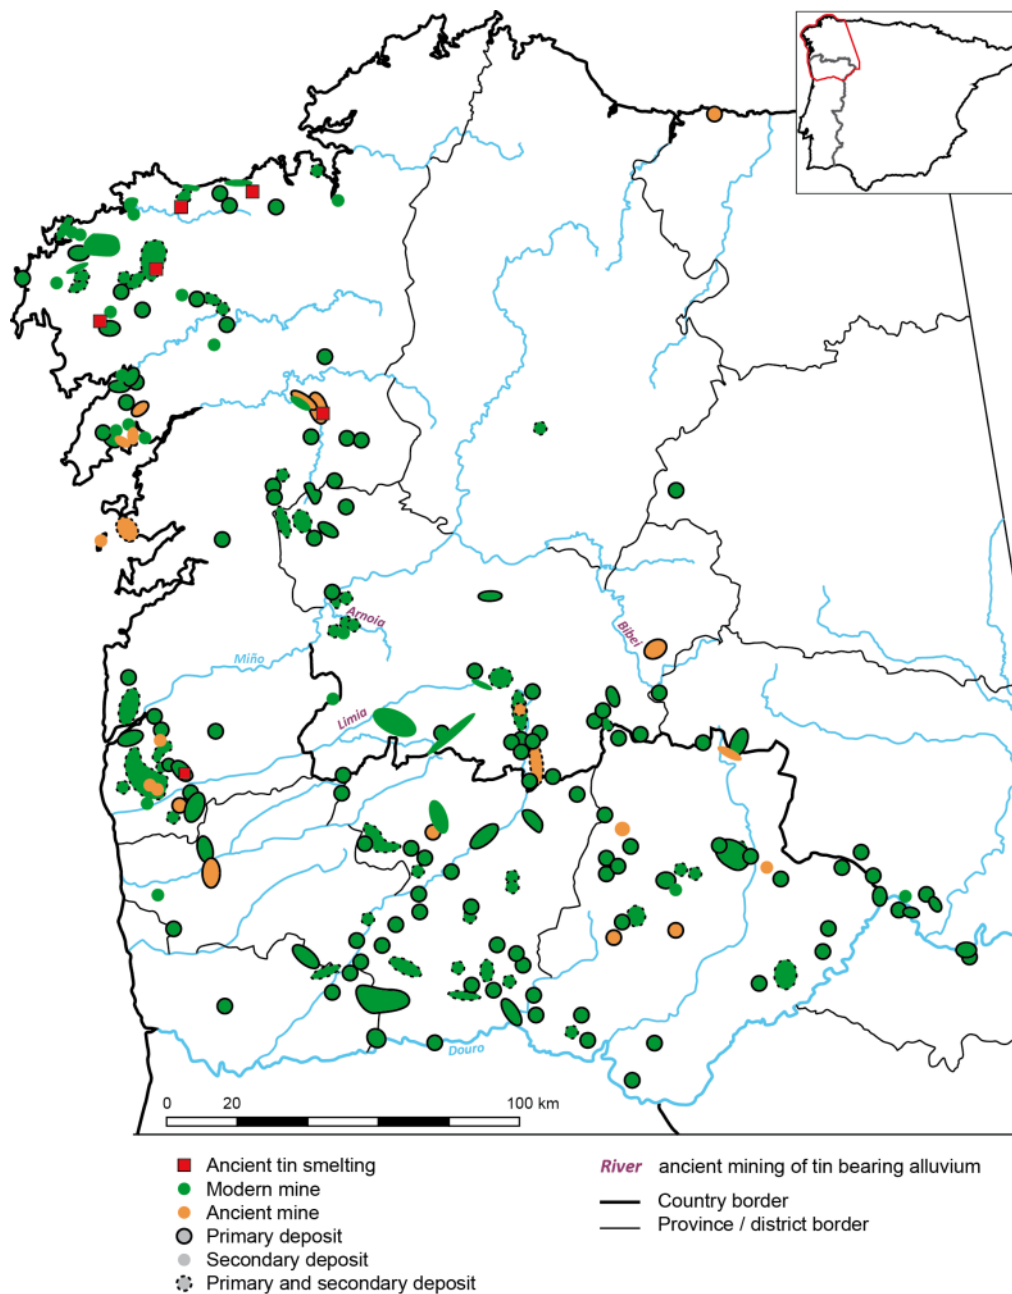 Arnoia
Bibei
Miño
Limia
Douro
0 20 100 km
Ancient tin smelting
Modern mine
Ancient mine
Primary deposit
Secondary deposit
Primary and secondary deposit
River ancient mining of tin bearing alluvium
Country border
Province / district border